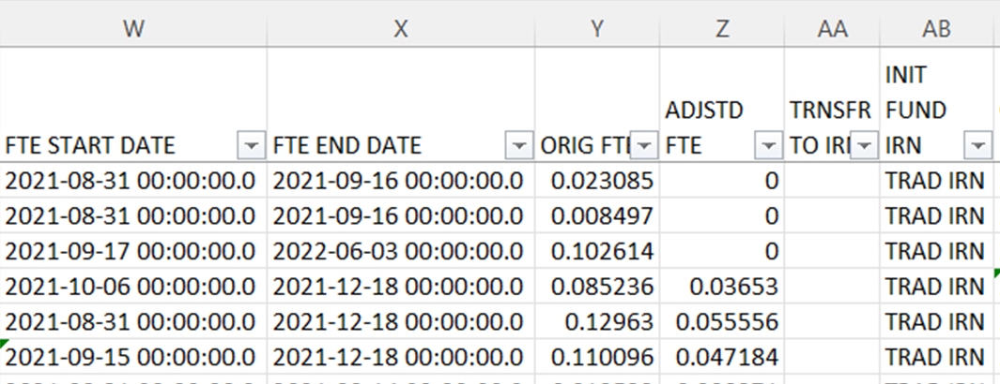 W X Y Z AA AB
INIT
ADJSTD TRNSFR FUND
FTE START DATE FTE END DATE ORIG FTE FTE TO IRN IRN
2021-08-31 00:00:00.0 2021-09-16 00:00:00.0 0.023085 0 TRAD IRN
2021-08-31 00:00:00.0 2021-09-16 00:00:00.0 0.008497 0 TRAD IRN
2021-09-17 00:00:00.0 2022-06-03 00:00:00.0 0.102614 0 TRAD IRN
2021-10-06 00:00:00.0 2021-12-18 00:00:00.0 0.085236 0.03653 TRAD IRN
2021-08-31 00:00:00.0 2021-12-18 00:00:00.0 0.12963 0.055556 TRAD IRN
2021-09-15 00:00:00.0 2021-12-18 00:00:00.0 0.110096 0.047184 TRAD IRN